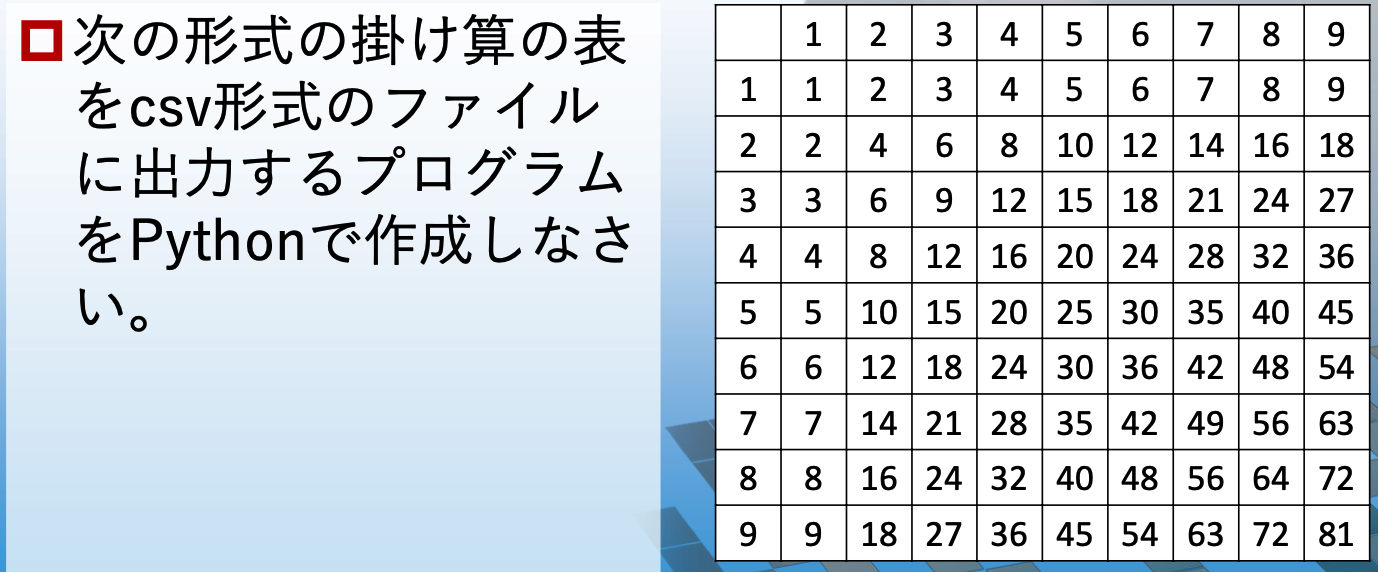 次の形式の掛け算の表
をcsv形式のファイル
に出力するプログラム
をPythonで作成しなさ
い。
1 2 3 4 5 6 7 8 9
1 1 2 3 4 5 6 7 8 9
2 2 4 6 8 10 12 14 16 18
3 3 6 9 12 15 18 21 24 27
4 4 8 12 16 20 24 28 32 36
5 5 10 15 20 25 30 35 40 45
6 6 12 18 24 30 36 42 48 54
7 7 14 21 28 35 42 49 56 63
8 8 16 24 32 40 48 56 64 72
9 9 18 27 36 45 54 63 72 81